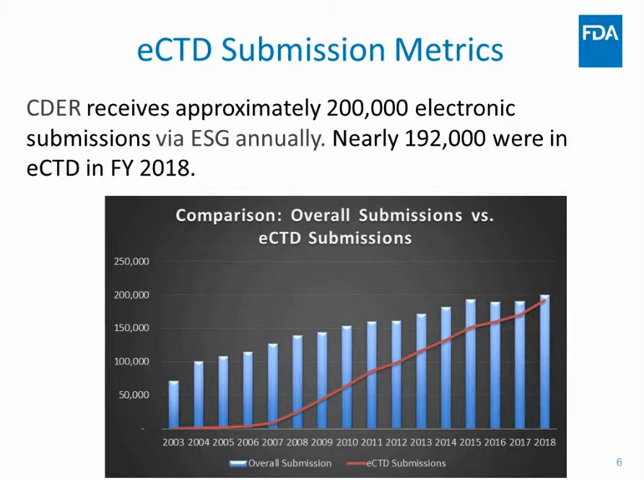 FDA
eCTD Submission Metrics
CDER receives approximately 200,000 electronic
submissions via ESG annually. Nearly 192,000 were in
eCTD in FY 2018.
Comparison: Overall Submissions vs.
eCTD Submissions
250,000
200,000
150,000
100,000
50,000
-
2003 2004 2005 2006 2007 2008 2009 2010 2011 2012 2013 2014 2015 2016 2017 2018
Overall Submission eCTD Submissions
6